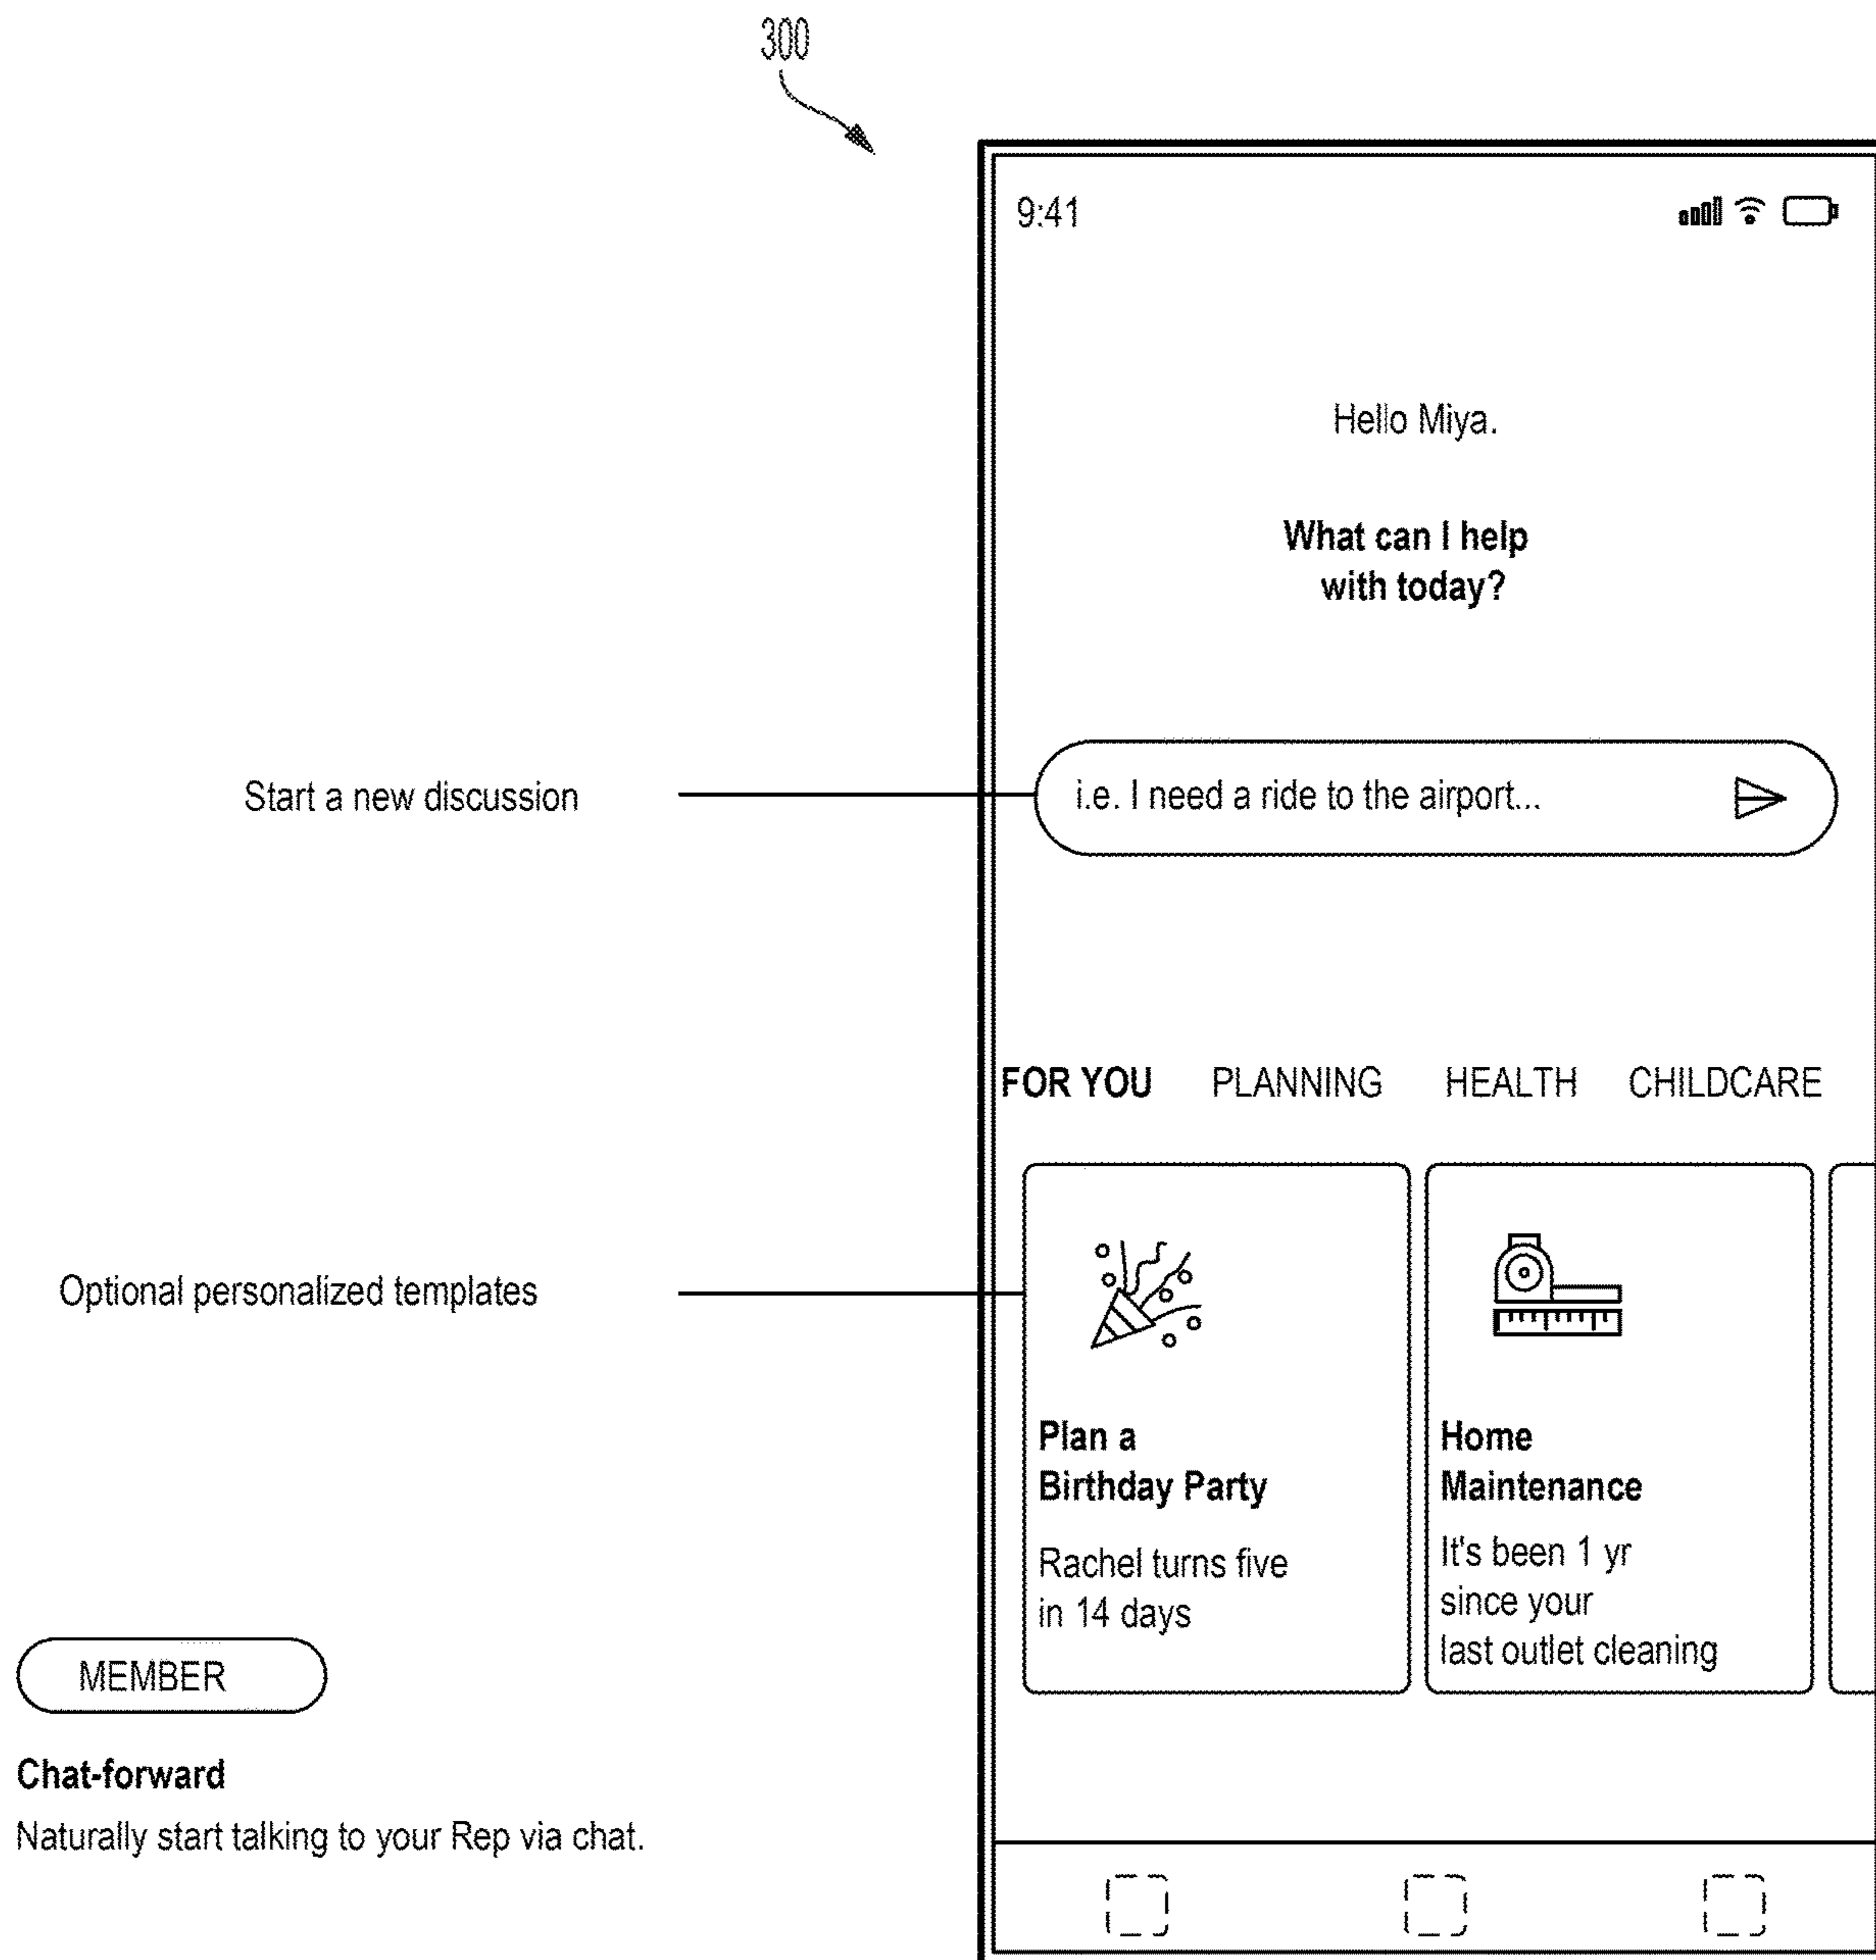 300
9:41
Hello Miya.
What can I help
with today?
Start a new discussion
i.e. I need a ride to the airport...
FOR YOU PLANNING HEALTH CHILDCARE
Optional personalized templates
Plan a
Birthday Party
Rachel turns five
in 14 days
Home
Maintenance
It's been 1 yr
since your
last outlet cleaning
MEMBER
Chat-forward
Naturally start talking to your Rep via chat.